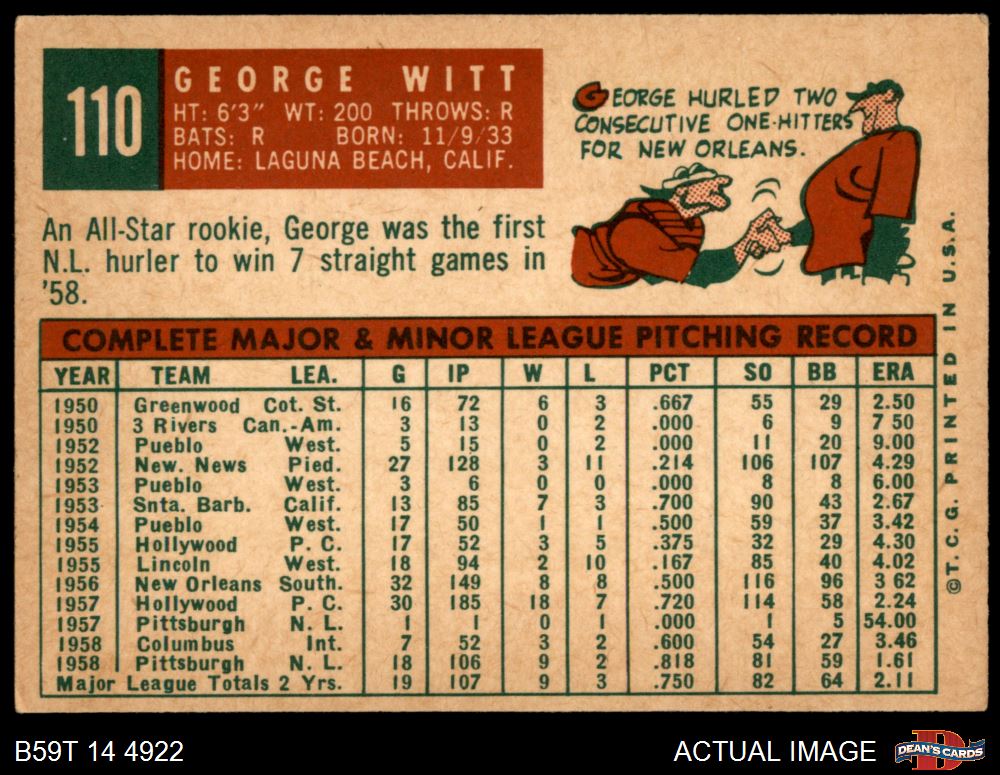 110
GEORGE WITT
HT: 6'3" WT: 200 THROWS: R
BATS: R BORN: 11/9/33
HOME: LAGUNA BEACH, CALIF.
GEORGE HURLED TWO
CONSECUTIVE ONE-HITTERS
FOR NEW ORLEANS.
An All-Star rookie, George was the first
N.L. hurler to win 7 straight games in
'58.
COMPLETE MAJOR & MINOR LEAGUE PITCHING RECORD
YEAR TEAM LEA. G IP W L PCT SO BB ERA
1950 Greenwood Cot. St. 16 72 6 3 .667 55 29 2.50
1950 3 Rivers Can.-Am. 3 13 0 2 .000 6 9 7 50
1952 Pueblo West. 5 15 0 2 .000 11 20 9.00
1952 New. News Pied. 27 128 3 11 .214 106 107 4.29
1953 Pueblo West. 3 6 0 0 .000 8 8 6.00
1953 Snta. Barb. Calif. 13 85 7 3 .700 90 43 2.67
1954 Pueblo West. 17 50 1 1 .500 59 37 3.42
1955 Hollywood P. C. 17 52 3 5 .375 32 29 4.30
1955 Lincoln West. 18 94 2 10 .167 85 40 4.02
1956 New Orleans South. 32 149 8 8 .500 116 96 3 62
1957 Hollywood P. C. 30 185 18 7 .720 114 58 2.24
1957 Pittsburgh N. L. 1 1 0 1 .000 1 5 54.00
1958 Columbus Int. 7 52 3 2 .600 54 27 3.46
1958 Pittsburgh N. L. 18 106 9 2 .818 81 59 1.61
Major League Totals 2 Yrs. 19 107 9 3 .750 82 64 2.11
©T. C. G. PRINTED IN U.S.A.
B59T 14 4922
ACTUAL IMAGE
D
DEAN'S CARDS